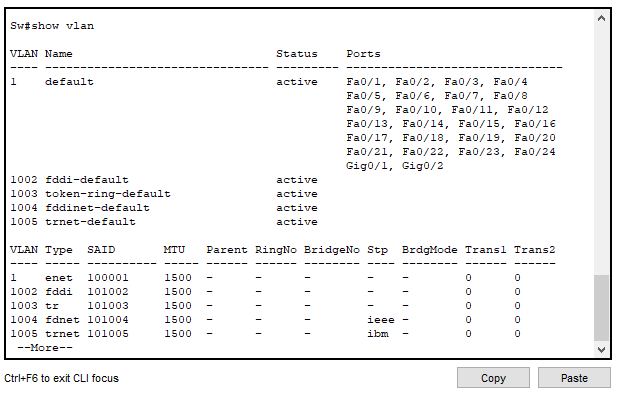 Sw#show vlan
VLAN Name                             Status    Ports
---- -------------------------------- --------- -------------------------------
1    default                          active    Fa0/1, Fa0/2, Fa0/3, Fa0/4
                                                Fa0/5, Fa0/6, Fa0/7, Fa0/8
                                                Fa0/9, Fa0/10, Fa0/11, Fa0/12
                                                Fa0/13, Fa0/14, Fa0/15, Fa0/16
                                                Fa0/17, Fa0/18, Fa0/19, Fa0/20
                                                Fa0/21, Fa0/22, Fa0/23, Fa0/24
                                                Gig0/1, Gig0/2
1002 fddi-default                     active
1003 token-ring-default               active
1004 fddinet-default                  active
1005 trnet-default                    active
VLAN Type  SAID       MTU   Parent RingNo BridgeNo Stp  BrdgMode Trans1 Trans2
---- ----- ---------- ----- ------ ------ -------- ---- -------- ------ ------
1    enet  100001     1500  -      -      -        -    -        0      0
1002 fddi  101002     1500  -      -      -        -    -        0      0
1003 tr    101003     1500  -      -      -        -    -        0      0
1004 fdnet 101004     1500  -      -      -        ieee -        0      0
1005 trnet 101005     1500  -      -      -        ibm  -        0      0
 --More--
Ctrl+F6 to exit CLI focus
Copy
Paste